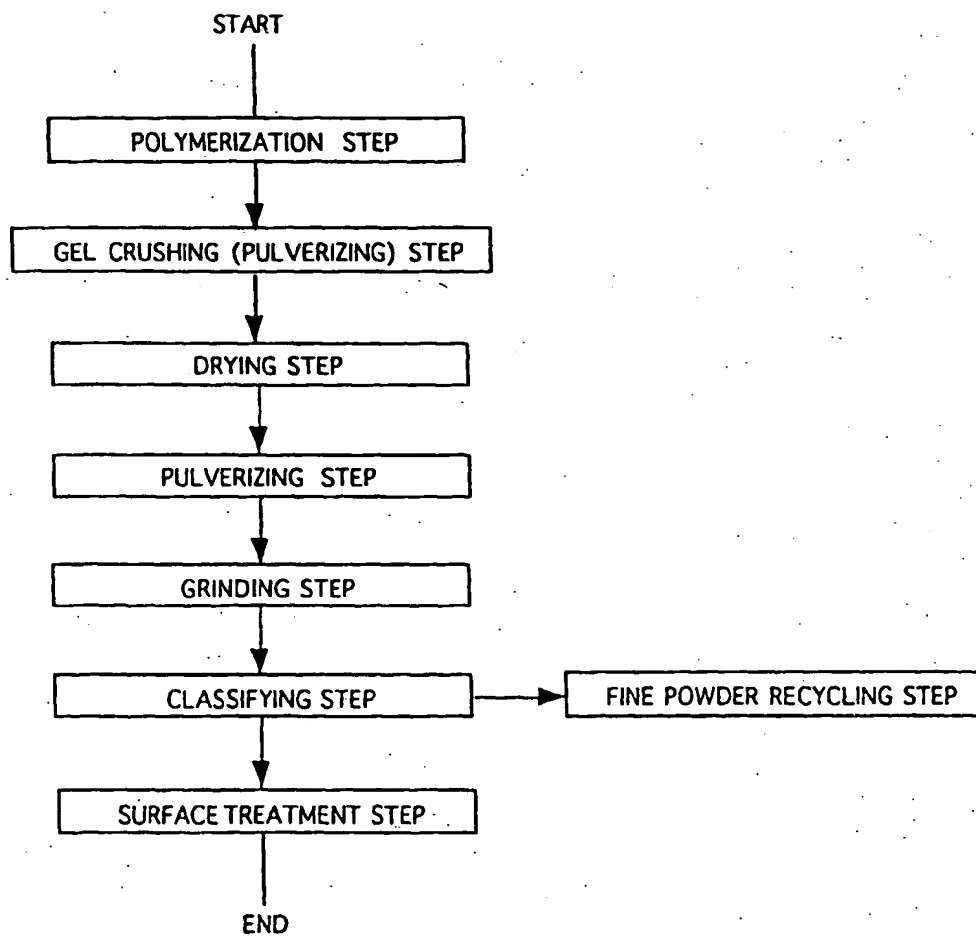 START
POLYMERIZATION STEP
GEL CRUSHING (PULVERIZING) STEP
DRYING STEP
PULVERIZING STEP
GRINDING STEP
CLASSIFYING STEP
FINE POWDER RECYCLING STEP
SURFACE TREATMENT STEP
END